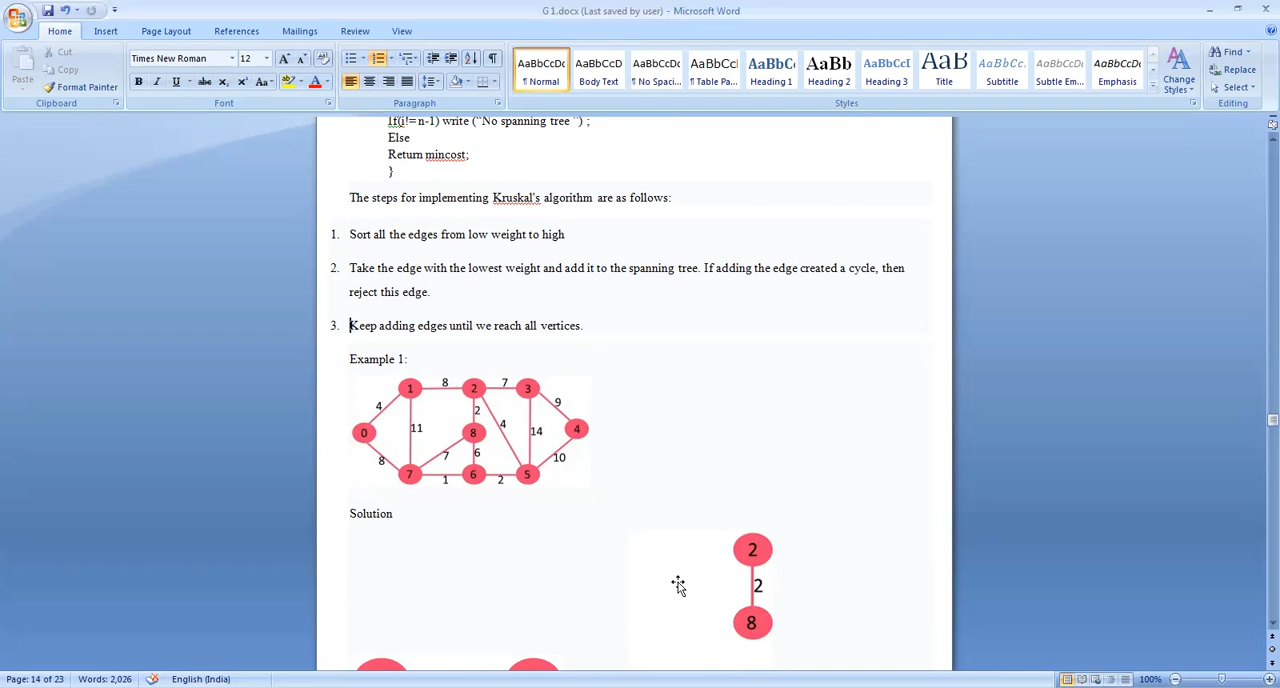 G 1.docx (Last saved by user) - Microsoft Word
Home Insert Page Layout References Mailings Review View
Cut
Copy
Format Painter
Paste
Clipboard
Times New Roman 12
B I U abc x₂ x² Aa
Font
Paragraph
AaBbCcDc AaBbCcD AaBbCcDc AaBbCcI AaBbC AaBb AaBbCcI AaB AaBbCc. AaBbCcDc AaBbCcI
¶ Normal Body Text ¶ No Spaci... ¶ Table Pa... Heading 1 Heading 2 Heading 3 Title Subtitle Subtle Em... Emphasis
Styles
Change Styles
Find
Replace
Select
Editing
If(i!= n-1) write (“No spanning tree ”) ;
Else
Return mincost;
}
The steps for implementing Kruskal's algorithm are as follows:
1. Sort all the edges from low weight to high
2. Take the edge with the lowest weight and add it to the spanning tree. If adding the edge created a cycle, then
reject this edge.
3. Keep adding edges until we reach all vertices.
Example 1:
1 8 2 7 3
4 2 9
0 11 8 4 14 4
8 7 6 10
7 1 6 2 5
Solution
2
2
8
Page: 14 of 23 Words: 2,026 English (India) 100%